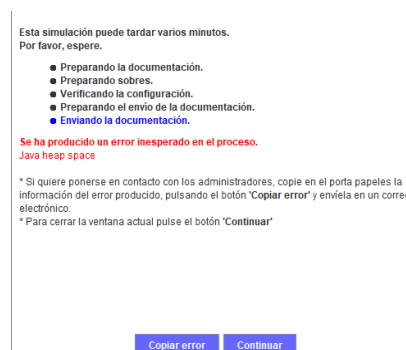 Esta simulación puede tardar varios minutos.
Por favor, espere.
Preparando la documentación.
Preparando sobres.
Verificando la configuración.
Preparando el envio de la documentación.
Enviando la documentación.
Se ha producido un error inesperado en el proceso.
Java heap space
* Si quiere ponerse en contacto con los administradores, copie en el porta papeles la
información del error producido, pulsando el botón 'Copiar error' y envíela en un correo
electrónico.
* Para cerrar la ventana actual pulse el botón 'Continuar'
Copiar error Continuar